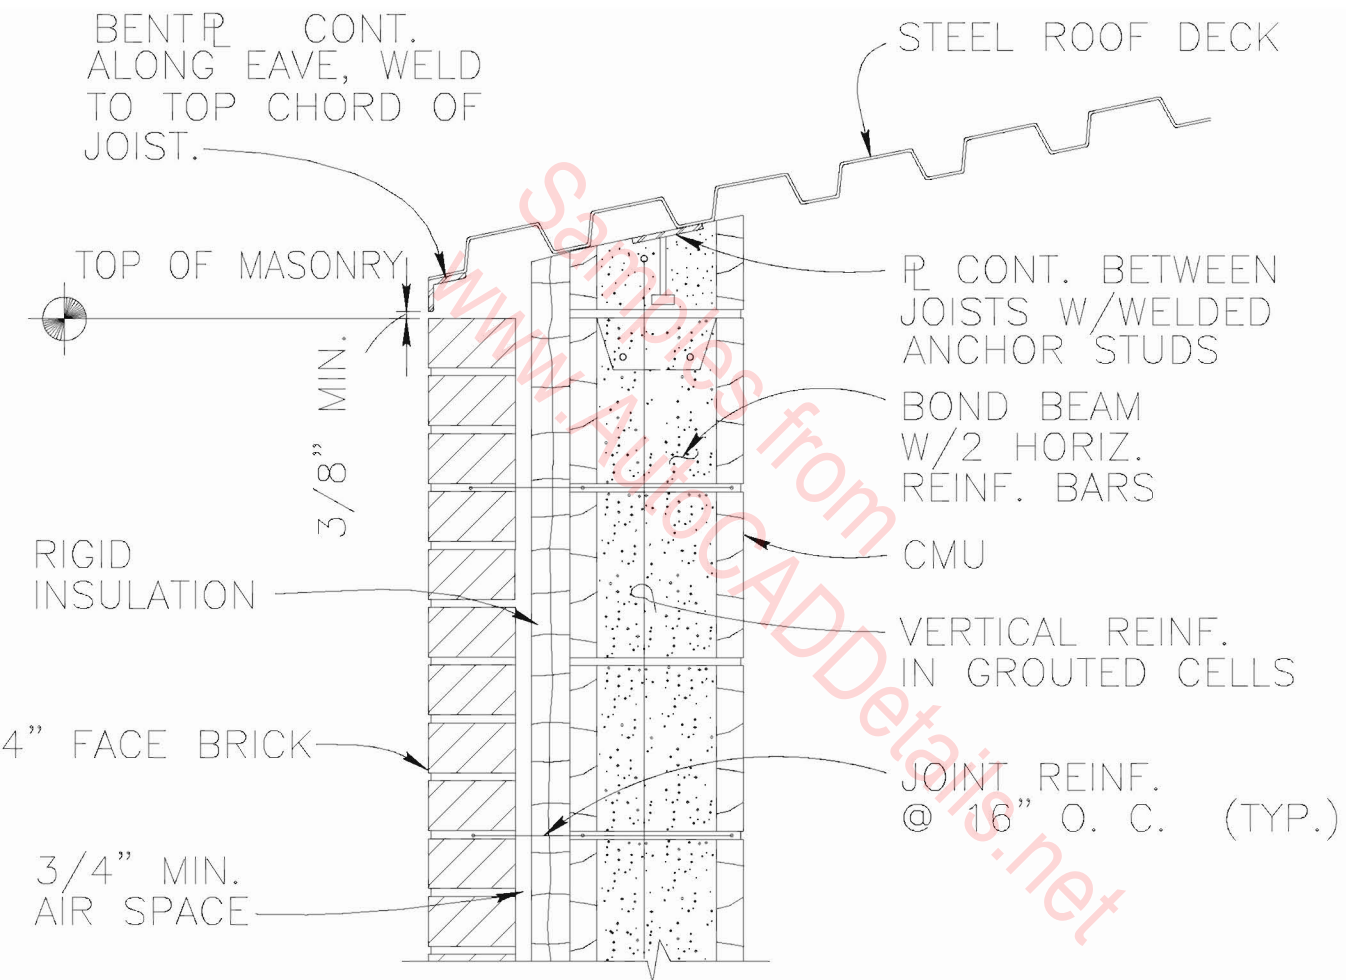 BENT PL CONT.
ALONG EAVE, WELD
TO TOP CHORD OF
JOIST.
STEEL ROOF DECK
TOP OF MASONRY
3/8" MIN.
PL CONT. BETWEEN
JOISTS W/WELDED
ANCHOR STUDS
BOND BEAM
W/2 HORIZ.
REINF. BARS
RIGID
INSULATION
CMU
VERTICAL REINF.
IN GROUTED CELLS
4" FACE BRICK
JOINT REINF.
@ 16" O. C. (TYP.)
3/4" MIN.
AIR SPACE
Samples from
www.AutoCADDetails.net